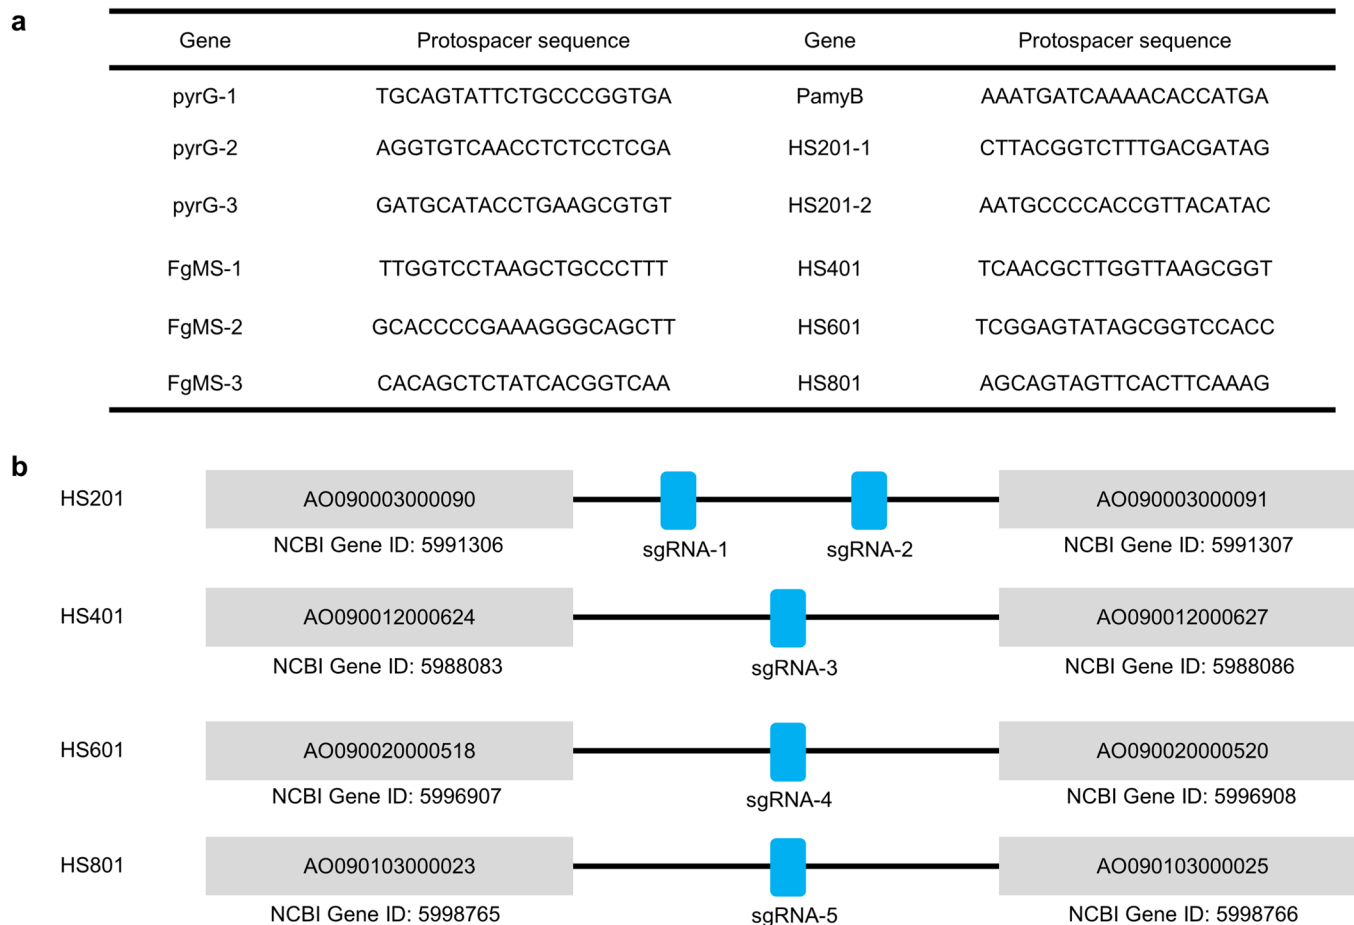 a
Gene Protospacer sequence Gene Protospacer sequence
pyrG-1 TGCAGTATTCTGCCCGGTGA PamyB AAATGATCAAAACACCATGA
pyrG-2 AGGTGTCAACCTCTCCTCGA HS201-1 CTTACGGTCTTTGACGATAG
pyrG-3 GATGCATACCTGAAGCGTGT HS201-2 AATGCCCCACCGTTACATAC
FgMS-1 TTGGTCCTAAGCTGCCCTTT HS401 TCAACGCTTGGTTAAGCGGT
FgMS-2 GCACCCCGAAAGGGCAGCTT HS601 TCGGAGTATAGCGGTCCACC
FgMS-3 CACAGCTCTATCACGGTCAA HS801 AGCAGTAGTTCACTTCAAAG
b
HS201 AO090003000090 AO090003000091
NCBI Gene ID: 5991306 sgRNA-1 sgRNA-2 NCBI Gene ID: 5991307
HS401 AO090012000624 AO090012000627
NCBI Gene ID: 5988083 sgRNA-3 NCBI Gene ID: 5988086
HS601 AO090020000518 AO090020000520
NCBI Gene ID: 5996907 sgRNA-4 NCBI Gene ID: 5996908
HS801 AO090103000023 AO090103000025
NCBI Gene ID: 5998765 sgRNA-5 NCBI Gene ID: 5998766